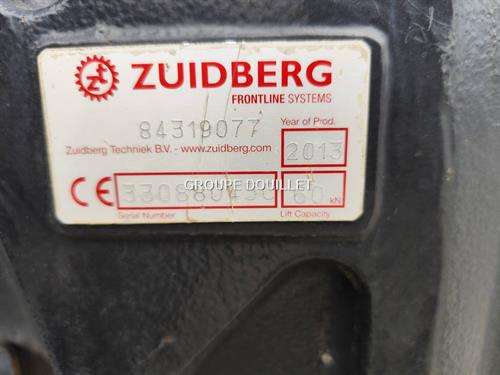 ZUIDBERG
FRONTLINE SYSTEMS
84319077
Year of Prod.
Zuidberg Techniek B.V. - www.zuidberg.com
2013
CE
GROUPE DOUILLET
60 kN
Serial Number
Lift Capacity